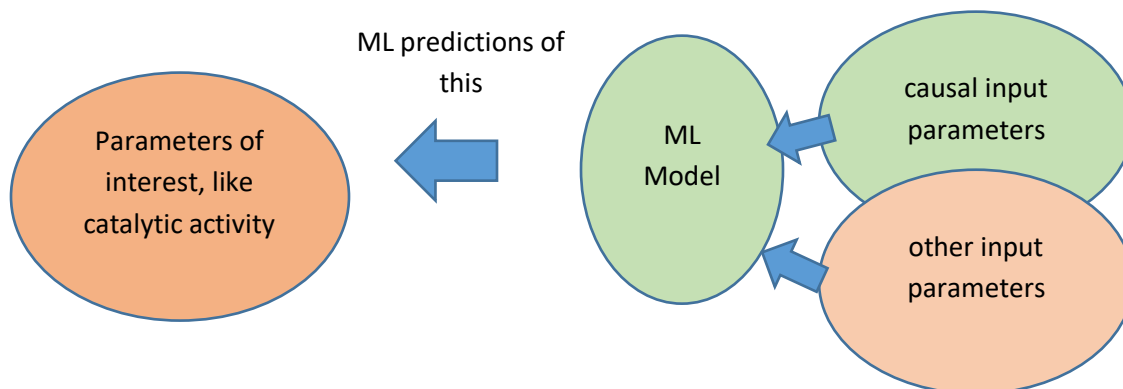 ML predictions of
this
Parameters of
interest, like
catalytic activity
ML
Model
causal input
parameters
other input
parameters